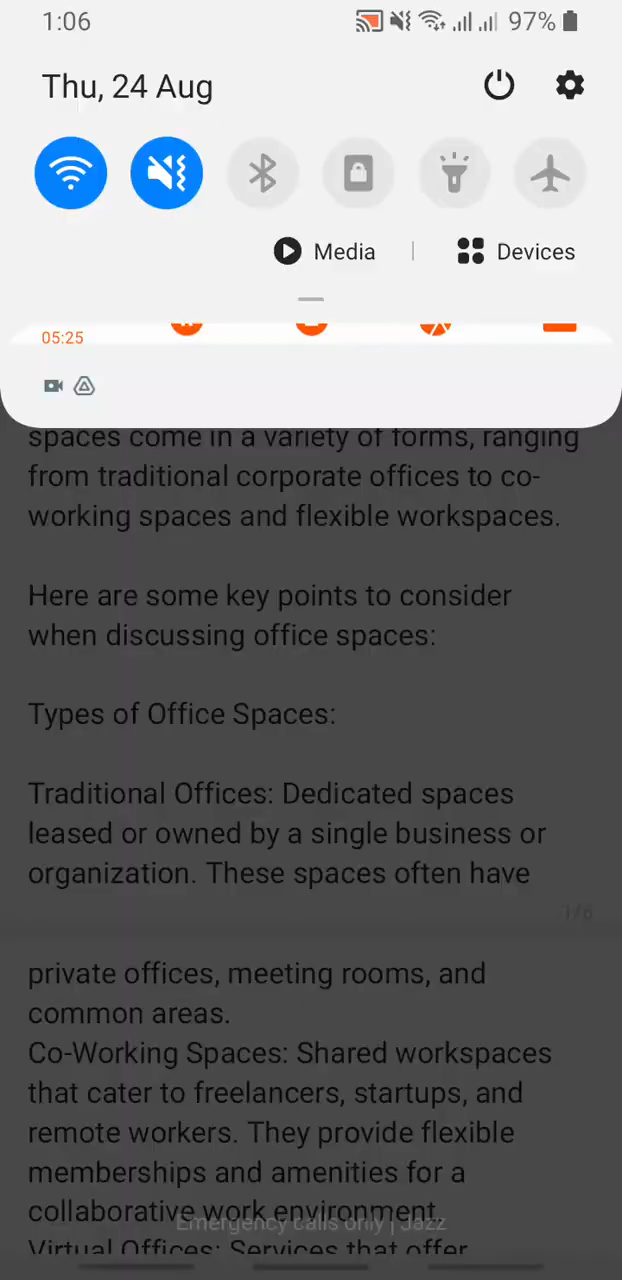 1:06
97%
Thu, 24 Aug
Media | Devices
05:25
spaces come in a variety of forms, ranging
from traditional corporate offices to co-
working spaces and flexible workspaces.
Here are some key points to consider
when discussing office spaces:
Types of Office Spaces:
Traditional Offices: Dedicated spaces
leased or owned by a single business or
organization. These spaces often have
1/6
private offices, meeting rooms, and
common areas.
Co-Working Spaces: Shared workspaces
that cater to freelancers, startups, and
remote workers. They provide flexible
memberships and amenities for a
collaborative work environment.
Emergency calls only | Jazz
Virtual Offices: Services that offer